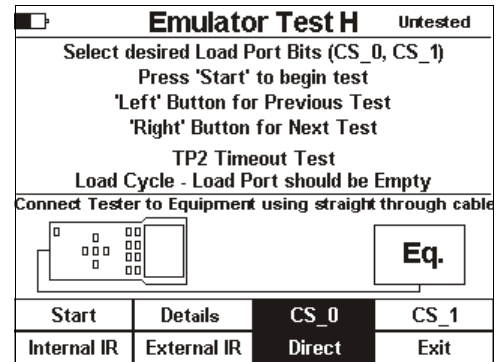 Emulator Test H Untested
Select desired Load Port Bits (CS_0, CS_1)
Press 'Start' to begin test
'Left' Button for Previous Test
'Right' Button for Next Test
TP2 Timeout Test
Load Cycle - Load Port should be Empty
Connect Tester to Equipment using straight through cable
Eq.
Start Details CS_0 CS_1
Internal IR External IR Direct Exit